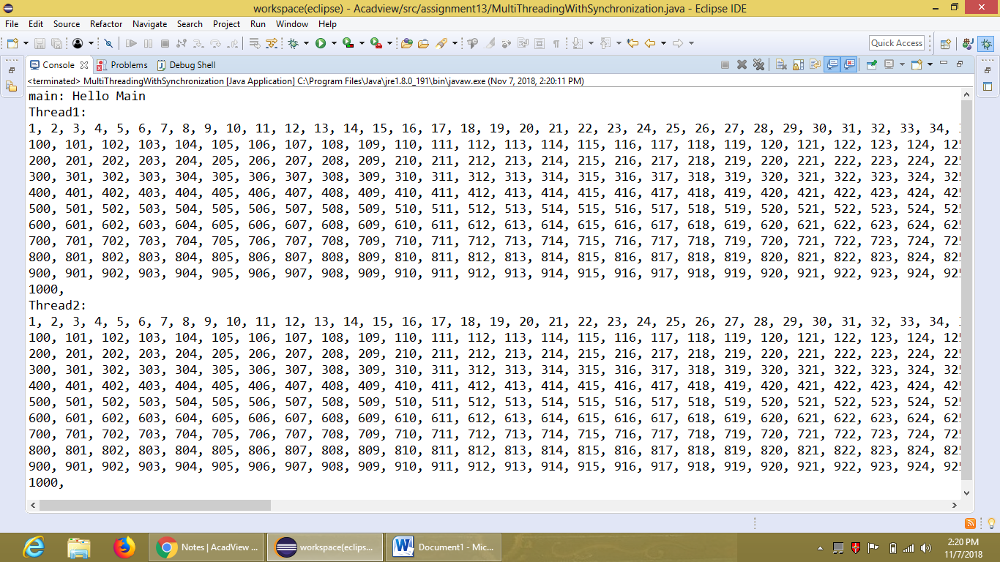 workspace(eclipse) - Acadview/src/assignment13/MultiThreadingWithSynchronization.java - Eclipse IDE
File Edit Source Refactor Navigate Search Project Run Window Help
Quick Access
Console Problems Debug Shell
<terminated> MultiThreadingWithSynchronization [Java Application] C:\Program Files\Java\jre1.8.0_191\bin\javaw.exe (Nov 7, 2018, 2:20:11 PM)
main: Hello Main
Thread1:
1, 2, 3, 4, 5, 6, 7, 8, 9, 10, 11, 12, 13, 14, 15, 16, 17, 18, 19, 20, 21, 22, 23, 24, 25, 26, 27, 28, 29, 30, 31, 32, 33, 34,
100, 101, 102, 103, 104, 105, 106, 107, 108, 109, 110, 111, 112, 113, 114, 115, 116, 117, 118, 119, 120, 121, 122, 123, 124, 125
200, 201, 202, 203, 204, 205, 206, 207, 208, 209, 210, 211, 212, 213, 214, 215, 216, 217, 218, 219, 220, 221, 222, 223, 224, 225
300, 301, 302, 303, 304, 305, 306, 307, 308, 309, 310, 311, 312, 313, 314, 315, 316, 317, 318, 319, 320, 321, 322, 323, 324, 325
400, 401, 402, 403, 404, 405, 406, 407, 408, 409, 410, 411, 412, 413, 414, 415, 416, 417, 418, 419, 420, 421, 422, 423, 424, 425
500, 501, 502, 503, 504, 505, 506, 507, 508, 509, 510, 511, 512, 513, 514, 515, 516, 517, 518, 519, 520, 521, 522, 523, 524, 525
600, 601, 602, 603, 604, 605, 606, 607, 608, 609, 610, 611, 612, 613, 614, 615, 616, 617, 618, 619, 620, 621, 622, 623, 624, 625
700, 701, 702, 703, 704, 705, 706, 707, 708, 709, 710, 711, 712, 713, 714, 715, 716, 717, 718, 719, 720, 721, 722, 723, 724, 725
800, 801, 802, 803, 804, 805, 806, 807, 808, 809, 810, 811, 812, 813, 814, 815, 816, 817, 818, 819, 820, 821, 822, 823, 824, 825
900, 901, 902, 903, 904, 905, 906, 907, 908, 909, 910, 911, 912, 913, 914, 915, 916, 917, 918, 919, 920, 921, 922, 923, 924, 925
1000,
Thread2:
1, 2, 3, 4, 5, 6, 7, 8, 9, 10, 11, 12, 13, 14, 15, 16, 17, 18, 19, 20, 21, 22, 23, 24, 25, 26, 27, 28, 29, 30, 31, 32, 33, 34,
100, 101, 102, 103, 104, 105, 106, 107, 108, 109, 110, 111, 112, 113, 114, 115, 116, 117, 118, 119, 120, 121, 122, 123, 124, 125
200, 201, 202, 203, 204, 205, 206, 207, 208, 209, 210, 211, 212, 213, 214, 215, 216, 217, 218, 219, 220, 221, 222, 223, 224, 225
300, 301, 302, 303, 304, 305, 306, 307, 308, 309, 310, 311, 312, 313, 314, 315, 316, 317, 318, 319, 320, 321, 322, 323, 324, 325
400, 401, 402, 403, 404, 405, 406, 407, 408, 409, 410, 411, 412, 413, 414, 415, 416, 417, 418, 419, 420, 421, 422, 423, 424, 425
500, 501, 502, 503, 504, 505, 506, 507, 508, 509, 510, 511, 512, 513, 514, 515, 516, 517, 518, 519, 520, 521, 522, 523, 524, 525
600, 601, 602, 603, 604, 605, 606, 607, 608, 609, 610, 611, 612, 613, 614, 615, 616, 617, 618, 619, 620, 621, 622, 623, 624, 625
700, 701, 702, 703, 704, 705, 706, 707, 708, 709, 710, 711, 712, 713, 714, 715, 716, 717, 718, 719, 720, 721, 722, 723, 724, 725
800, 801, 802, 803, 804, 805, 806, 807, 808, 809, 810, 811, 812, 813, 814, 815, 816, 817, 818, 819, 820, 821, 822, 823, 824, 825
900, 901, 902, 903, 904, 905, 906, 907, 908, 909, 910, 911, 912, 913, 914, 915, 916, 917, 918, 919, 920, 921, 922, 923, 924, 925
1000,
Notes | AcadView ... workspace(eclips... Document1 - Mic... 2:20 PM
11/7/2018